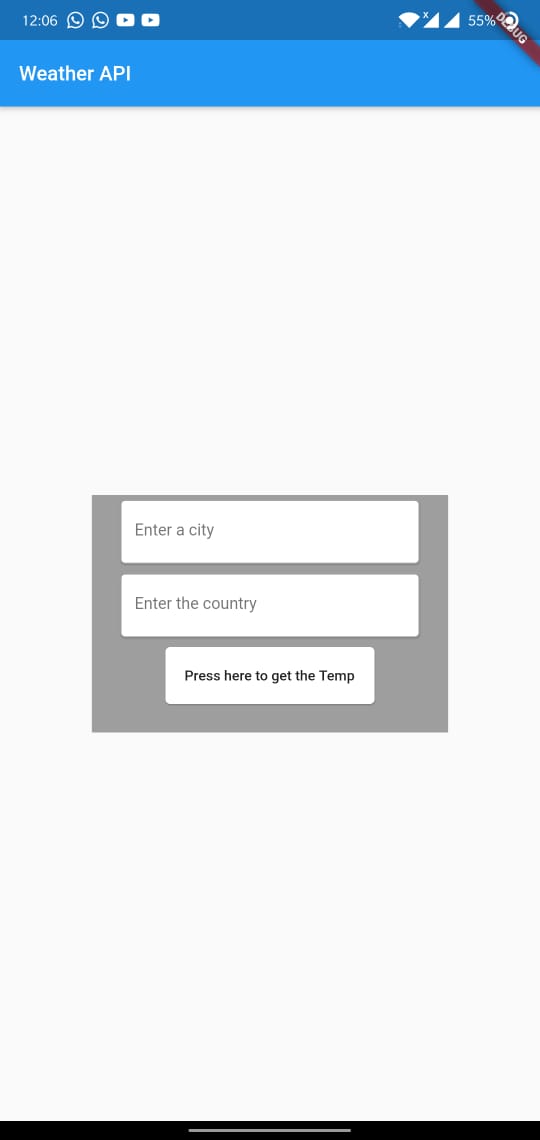 12:06 55%
DEBUG
Weather API
Enter a city
Enter the country
Press here to get the Temp